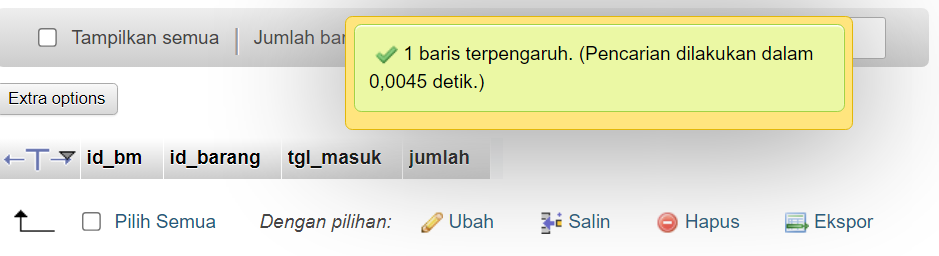 Tampilkan semua
Jumlah bar
1 baris terpengaruh. (Pencarian dilakukan dalam
0,0045 detik.)
Extra options
id_bm id_barang tgl_masuk jumlah
Pilih Semua Dengan pilihan: Ubah Salin Hapus Ekspor